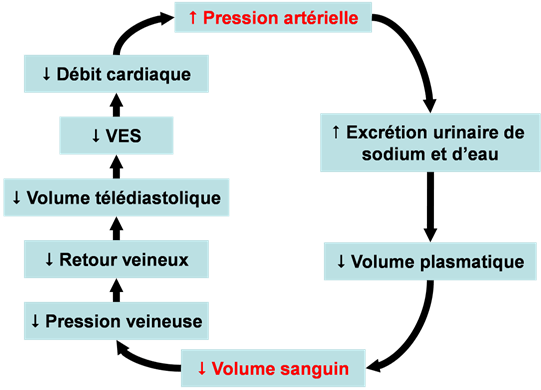 ↑ Pression artérielle
↑ Excrétion urinaire de
sodium et d'eau
↓ Volume plasmatique
↓ Volume sanguin
↓ Pression veineuse
↓ Retour veineux
↓ Volume télédiastolique
↓ VES
↓ Débit cardiaque